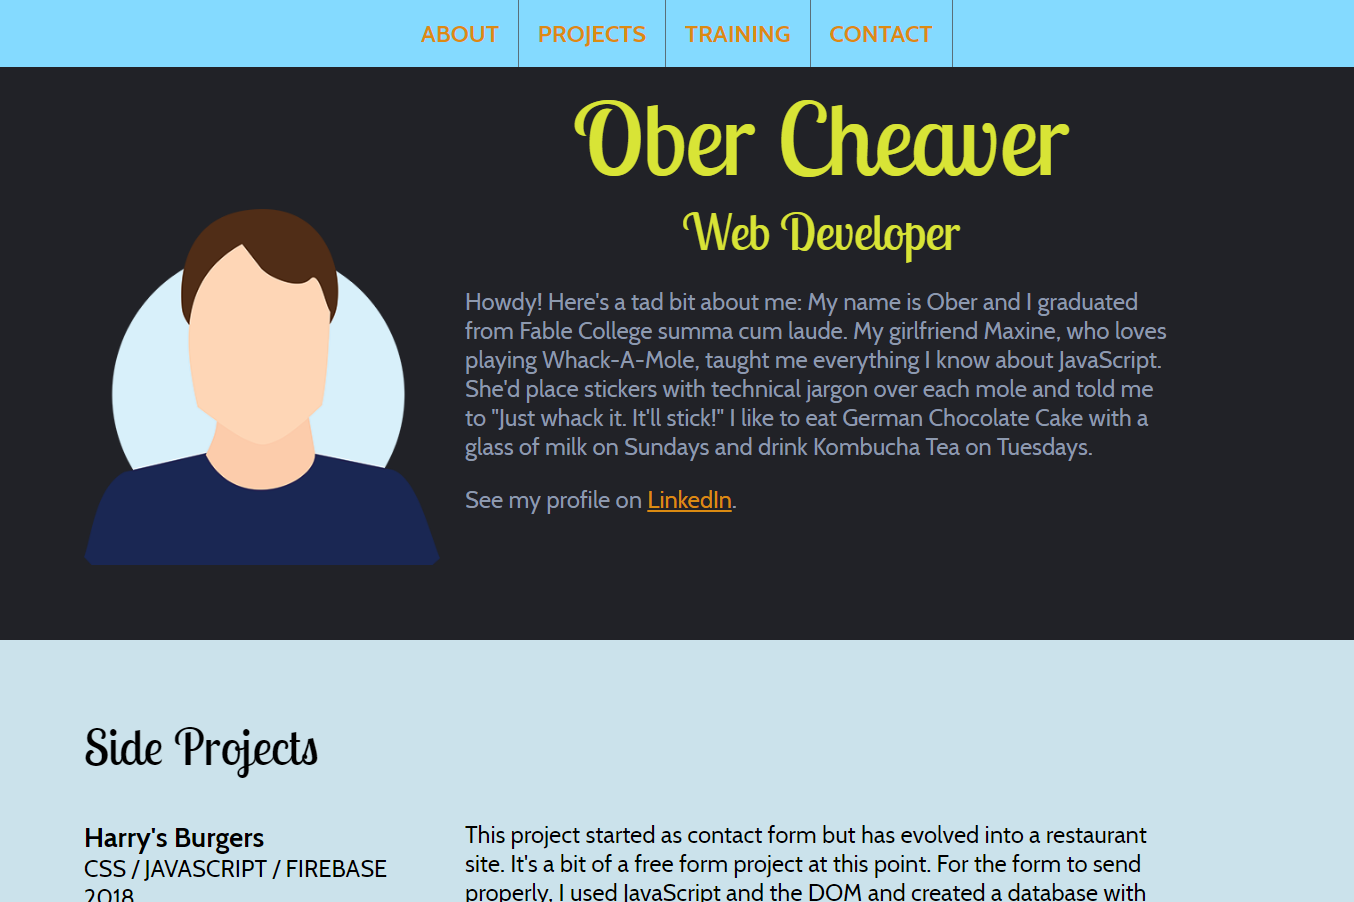 ABOUT PROJECTS TRAINING CONTACT
Ober Cheaver
Web Developer
Howdy! Here's a tad bit about me: My name is Ober and I graduated
from Fable College summa cum laude. My girlfriend Maxine, who loves
playing Whack-A-Mole, taught me everything I know about JavaScript.
She'd place stickers with technical jargon over each mole and told me
to "Just whack it. It'll stick!" I like to eat German Chocolate Cake with a
glass of milk on Sundays and drink Kombucha Tea on Tuesdays.
See my profile on LinkedIn.
Side Projects
Harry's Burgers
CSS / JAVASCRIPT / FIREBASE
2018
This project started as contact form but has evolved into a restaurant
site. It's a bit of a free form project at this point. For the form to send
properly, I used JavaScript and the DOM and created a database with